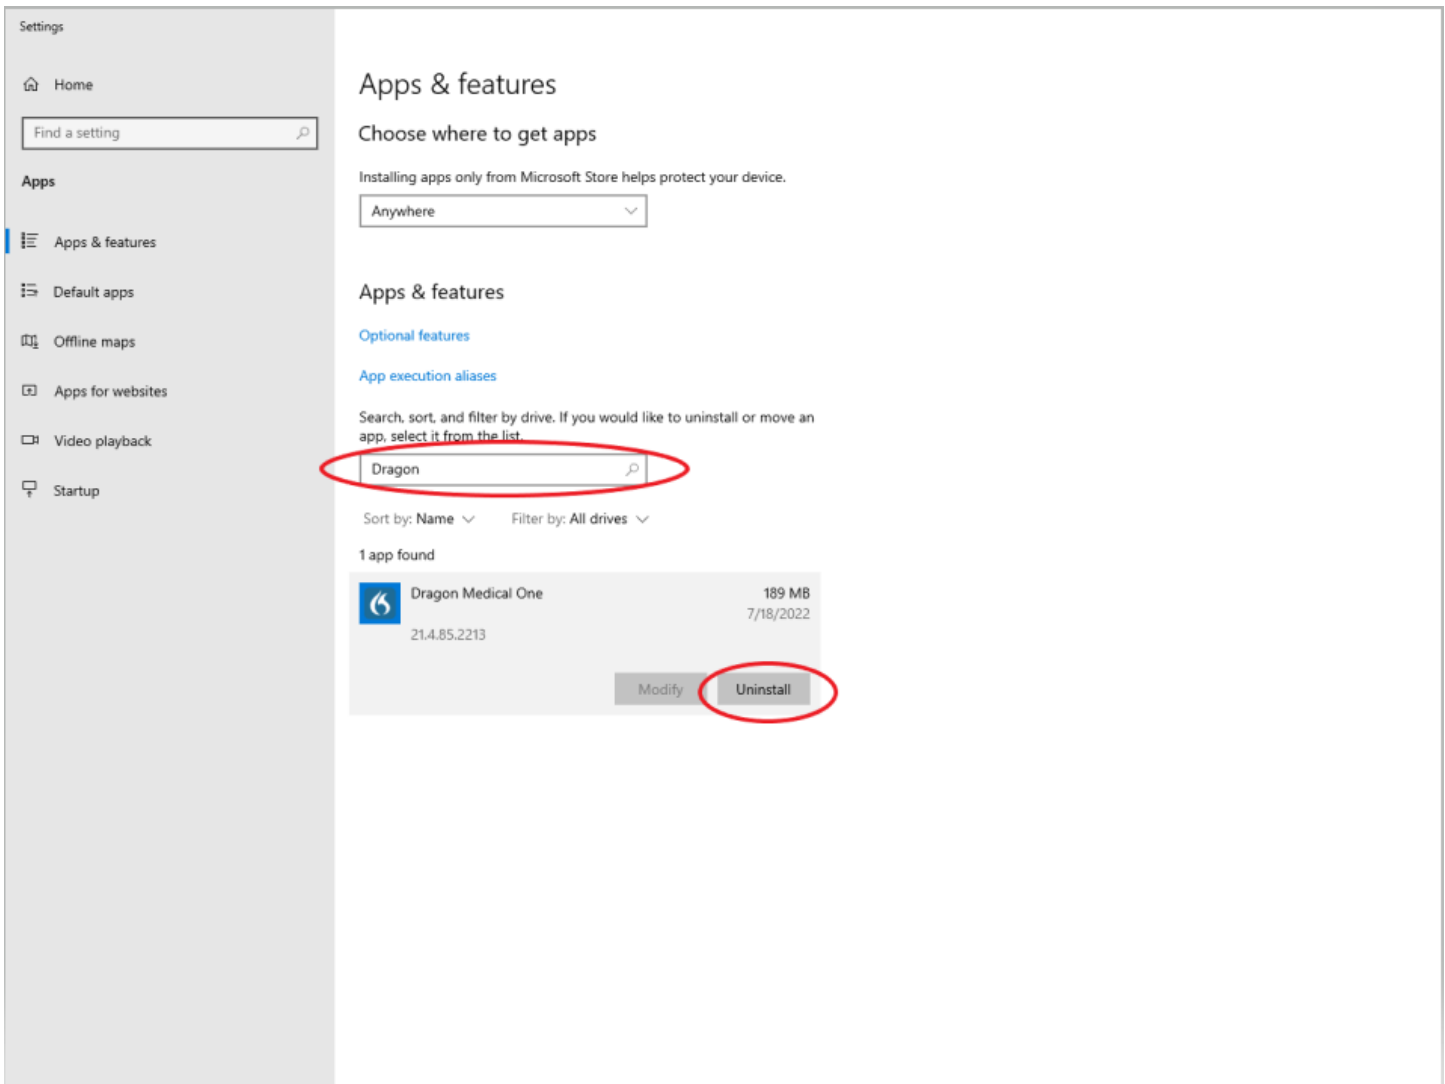 Settings
Home
Find a setting
Apps
Apps & features
Default apps
Offline maps
Apps for websites
Video playback
Startup
Apps & features
Choose where to get apps
Installing apps only from Microsoft Store helps protect your device.
Anywhere
Apps & features
Optional features
App execution aliases
Search, sort, and filter by drive. If you would like to uninstall or move an
app, select it from the list.
Dragon
Sort by: Name Filter by: All drives
1 app found
Dragon Medical One 189 MB
7/18/2022
21.4.85.2213
Modify Uninstall